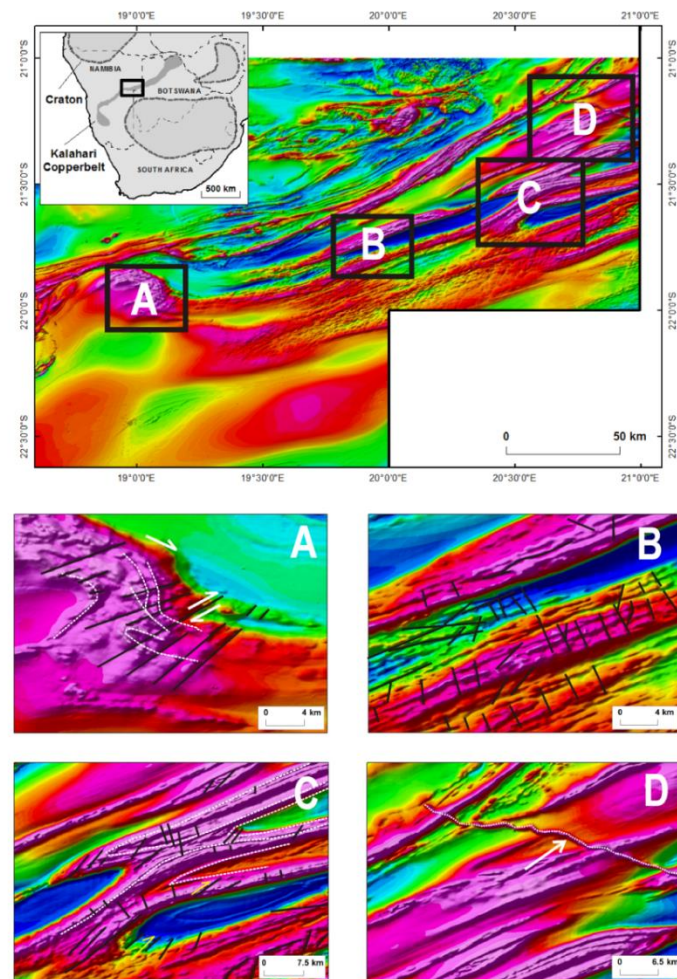 19°0'0"E
19°30'0"E
20°0'0"E
20°30'0"E
21°0'0"E
21°0'0"S
21°0'0"S
NAMIBIA
BOTSWANA
Craton
Kalahari
Copperbelt
SOUTH AFRICA
500 km
D
21°30'0"S
21°30'0"S
C
B
A
22°0'0"S
22°0'0"S
0 50 km
22°30'0"S
22°30'0"S
19°0'0"E
19°30'0"E
20°0'0"E
20°30'0"E
21°0'0"E
A
0 4 km
B
0 4 km
C
0 7.5 km
D
0 6.5 km